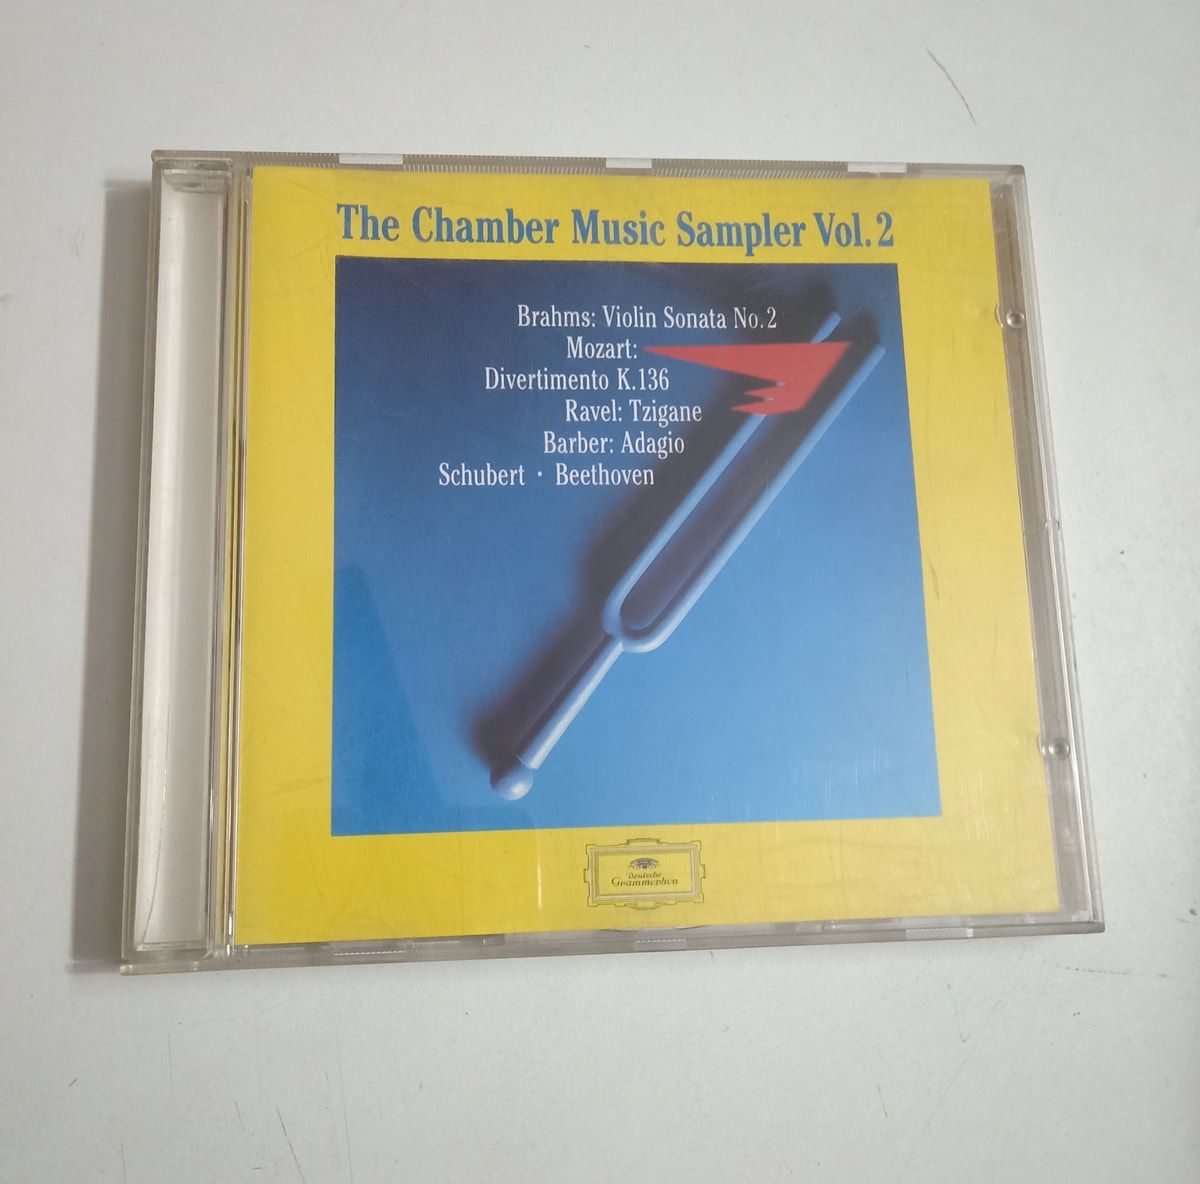 The Chamber Music Sampler Vol. 2
Brahms: Violin Sonata No. 2
Mozart:
Divertimento K.136
Ravel: Tzigane
Barber: Adagio
Schubert · Beethoven
Deutsche
Grammophon